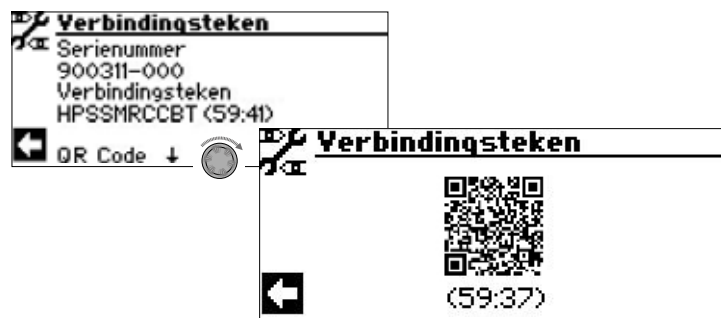 Verbindingsteken
Serienummer
900311-000
Verbindingsteken
HPSSMRCCBT (59:41)
QR Code ↓
Verbindingsteken
(59:37)